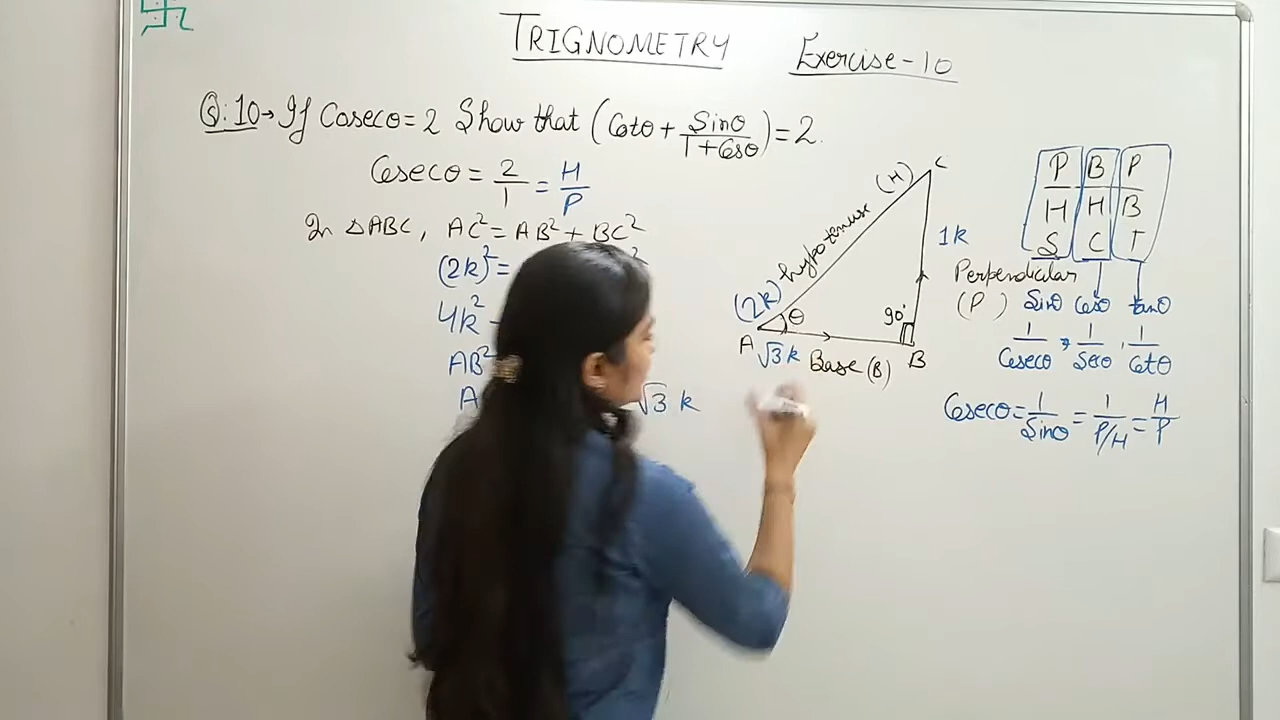 TRIGNOMETRY Exercise-10
Q:10→ If Cosecθ=2 Show that (Cotθ + Sinθ/1+Cosθ)=2.
Cosecθ = 2/1 = H/P
In △ABC, AC²= AB²+ BC²
(2k)²= ²
4k²
AB²
A √3 k
C
(H)
hypotenuse
(2k)
θ
A
√3 k
Base (B)
B
90°
1k
Perpendicular
(P)
P B P
H H B
S C T
Sinθ Cosθ tanθ
1/Cosecθ , 1/Secθ , 1/Cotθ
Cosecθ = 1/Sinθ = 1/P/H = H/P